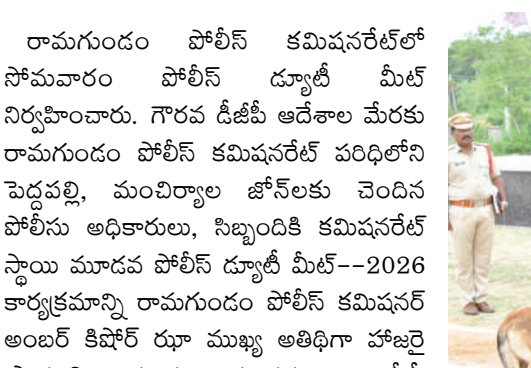 రామగుండం పోలీస్ కమిషనరేట్‌లో
సోమవారం పోలీస్ డ్యూటీ మీట్
నిర్వహించారు. గౌరవ డీజీపీ ఆదేశాల మేరకు
రామగుండం పోలీస్ కమిషనరేట్ పరిధిలోని
పెద్దపల్లి, మంచిర్యాల జోన్‌లకు చెందిన
పోలీసు అధికారులు, సిబ్బందికి కమిషనరేట్
స్థాయి మూడవ పోలీస్ డ్యూటీ మీట్--2026
కార్యక్రమాన్ని రామగుండం పోలీస్ కమిషనర్
అంబర్ కిషోర్ ఝా ముఖ్య అతిథిగా హాజరై